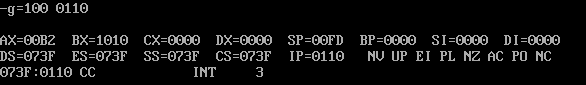 -g=100 0110
AX=00B2  BX=1010  CX=0000  DX=0000  SP=00FD  BP=0000  SI=0000  DI=0000
DS=073F  ES=073F  SS=073F  CS=073F  IP=0110   NV UP EI PL NZ AC PO NC
073F:0110 CC            INT     3